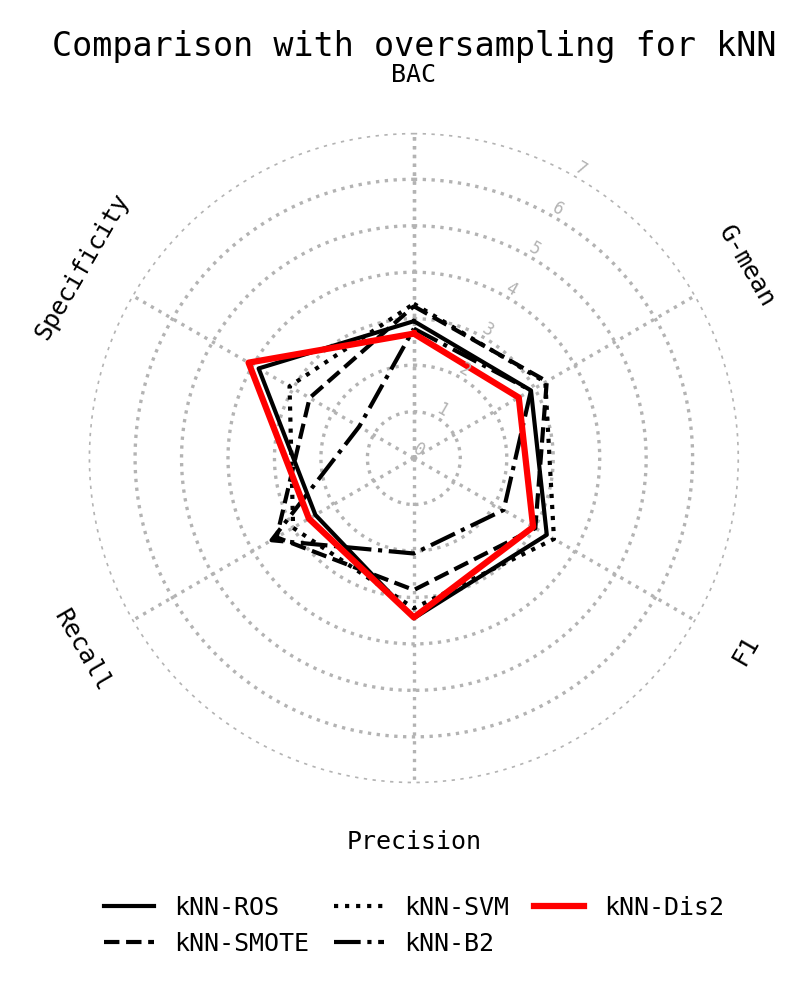 Comparison with oversampling for kNN
BAC
7
6
5
4
3
2
1
0
Specificity
G-mean
Recall
F1
Precision
kNN-ROS
kNN-SVM
kNN-Dis2
kNN-SMOTE
kNN-B2